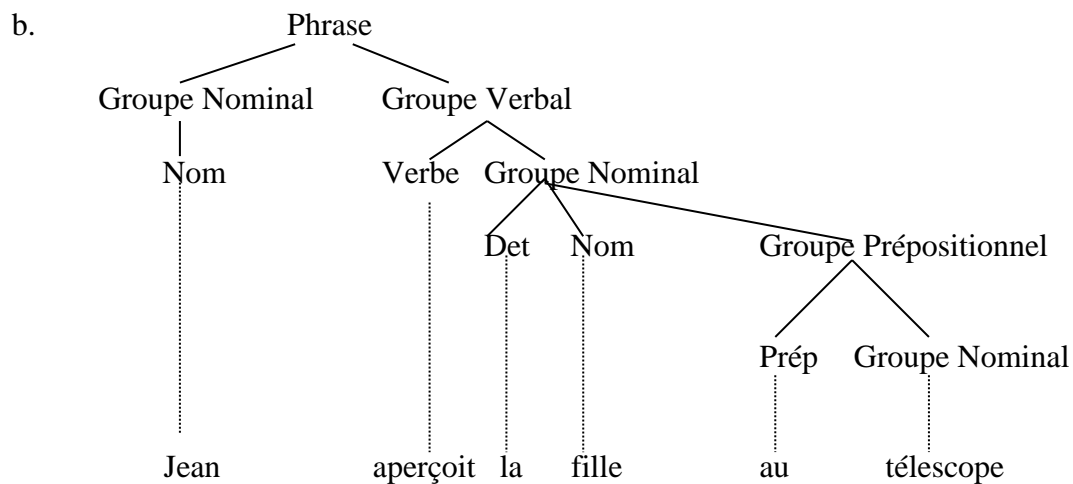 b. Phrase
Groupe Nominal Groupe Verbal
Nom Verbe Groupe Nominal
Det Nom Groupe Prépositionnel
Prép Groupe Nominal
Jean aperçoit la fille au télescope